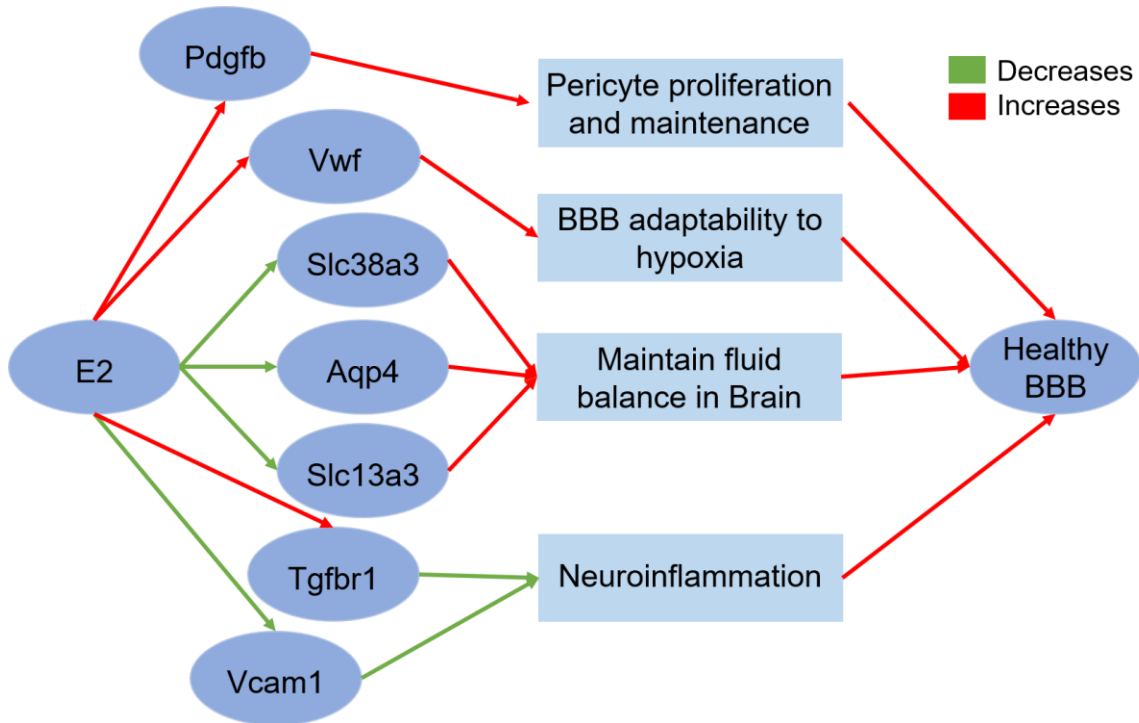 Pdgfb
Pericyte proliferation
and maintenance
Decreases
Increases
Vwf
BBB adaptability to
hypoxia
Slc38a3
E2
Aqp4
Maintain fluid
balance in Brain
Healthy
BBB
Slc13a3
Tgfbr1
Neuroinflammation
Vcam1